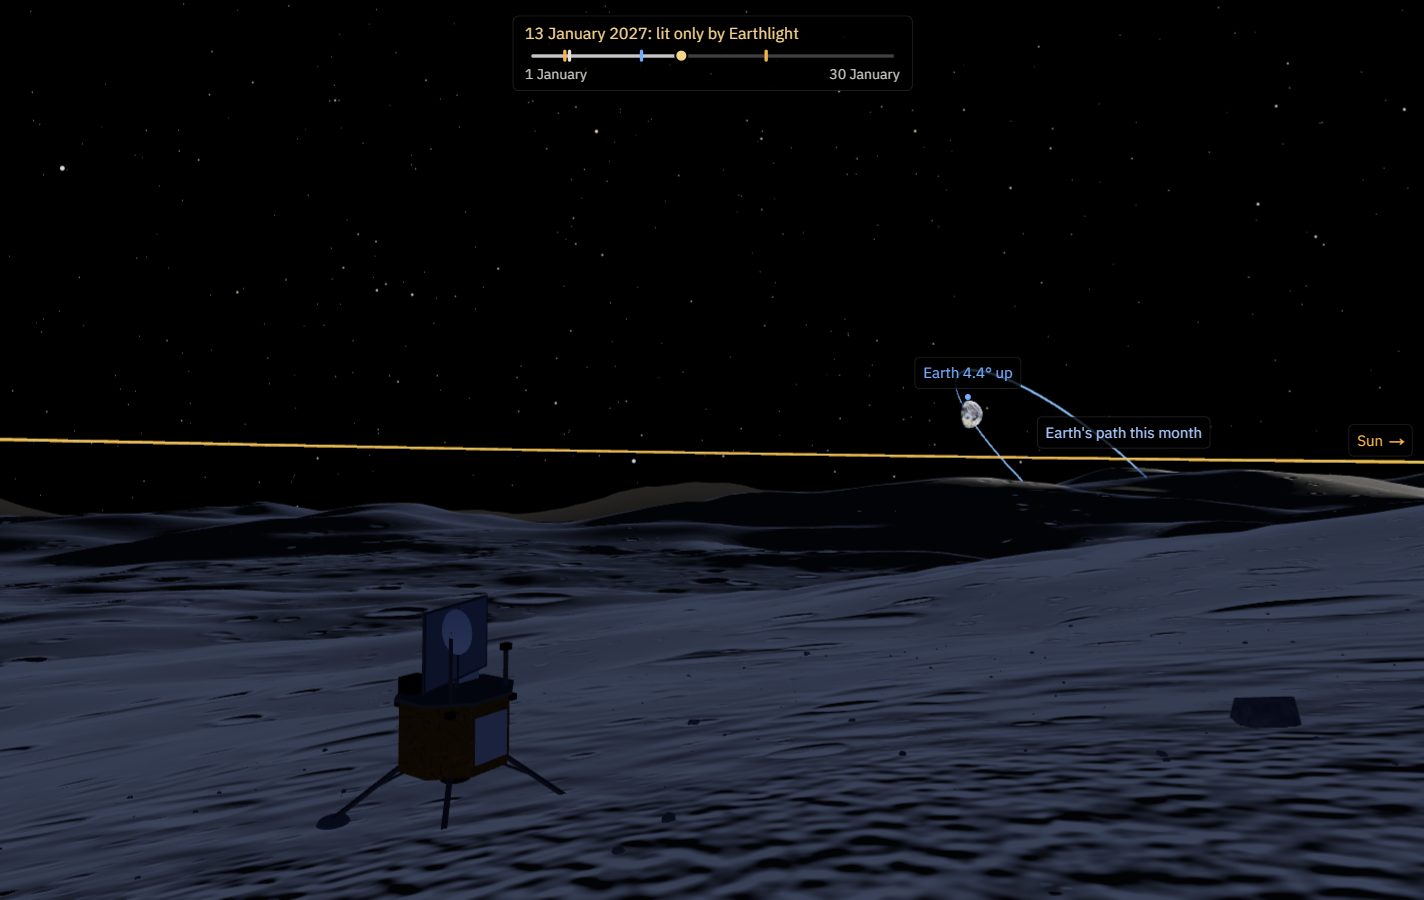 13 January 2027: lit only by Earthlight
1 January
30 January
Earth 4.4° up
Earth's path this month
Sun →